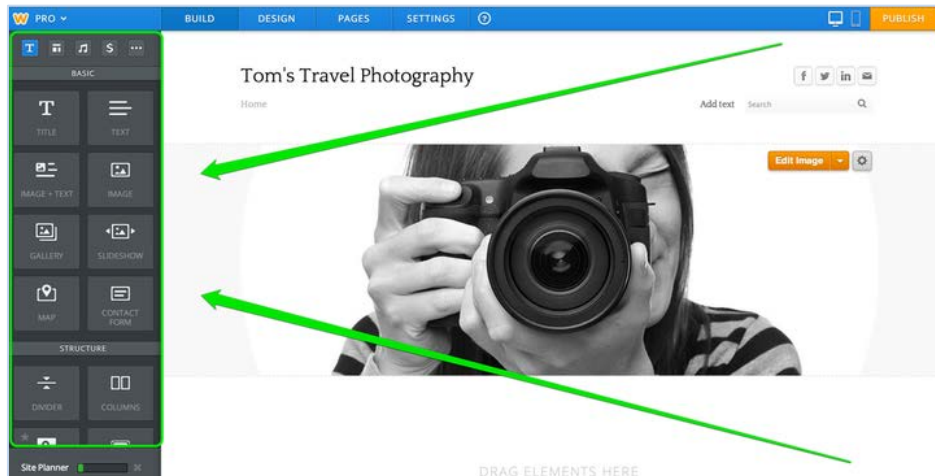 PRO
BUILD DESIGN PAGES SETTINGS ?
PUBLISH
T $ •••
BASIC
T
TITLE TEXT
IMAGE + TEXT IMAGE
GALLERY SLIDESHOW
MAP CONTACT
FORM
STRUCTURE
DIVIDER COLUMNS
Site Planner
Tom's Travel Photography
f in
Home Add text Search
Edit Image
DRAG ELEMENTS HERE